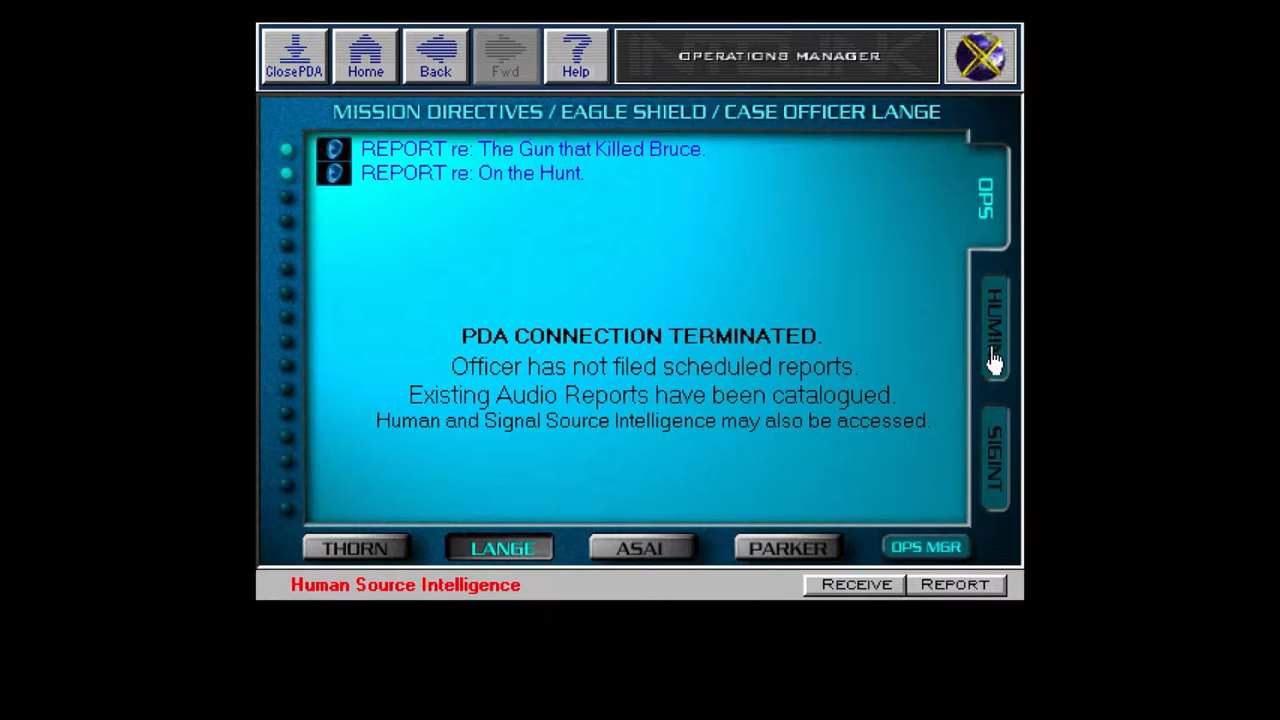 ClosePDA
Home
Back
Fwd
Help
OPERATIONS MANAGER
MISSION DIRECTIVES / EAGLE SHIELD / CASE OFFICER LANGE
REPORT re: The Gun that Killed Bruce.
REPORT re: On the Hunt.
OPS
PDA CONNECTION TERMINATED.
Officer has not filed scheduled reports.
Existing Audio Reports have been catalogued.
Human and Signal Source Intelligence may also be accessed.
SIGINT
THORN
LANGE
ASAI
PARKER
OPS MGR
Human Source Intelligence
RECEIVE
REPORT